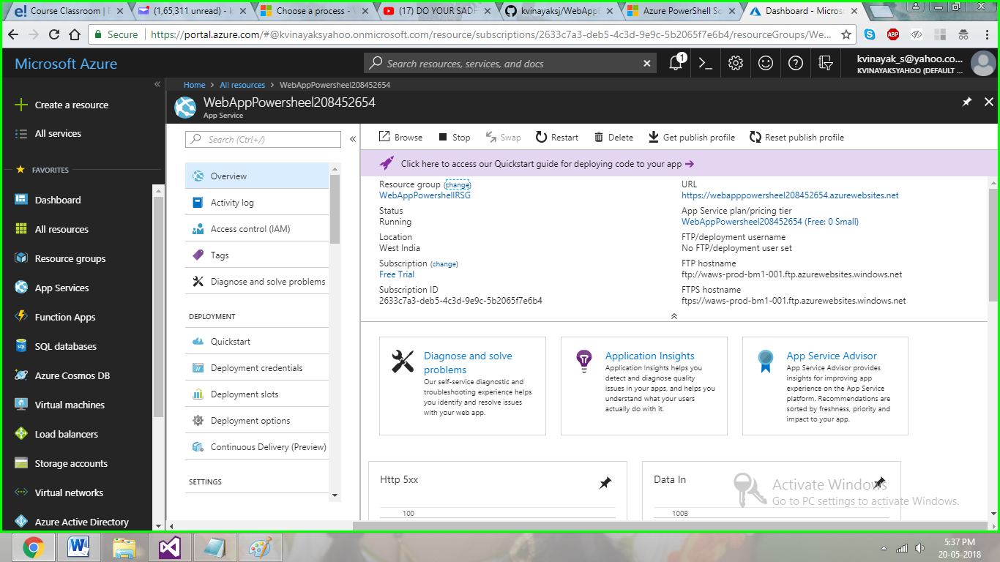 Course Classroom | E
(1,65,311 unread) - k
Choose a process - V
(17) DO YOUR SADH
kvinayaksj/WebAppE
Azure PowerShell Sc
Dashboard - Micros
Secure
https://portal.azure.com/#@kvinayaksyahoo.onmicrosoft.com/resource/subscriptions/2633c7a3-deb5-4c3d-9e9c-5b2065f7e6b4/resourceGroups/We...
ABP
Microsoft Azure
Search resources, services, and docs
1
kvinayak_s@yahoo.co...
KVINAYAKSYAHOO (DEFAULT ...
Home > All resources > WebAppPowersheel208452654
WebAppPowersheel208452654
App Service
Create a resource
All services
FAVORITES
Dashboard
All resources
Resource groups
App Services
Function Apps
SQL
SQL databases
Azure Cosmos DB
Virtual machines
Load balancers
Storage accounts
Virtual networks
Azure Active Directory
Search (Ctrl+/)
Overview
Activity log
Access control (IAM)
Tags
Diagnose and solve problems
DEPLOYMENT
Quickstart
Deployment credentials
Deployment slots
Deployment options
Continuous Delivery (Preview)
SETTINGS
Browse
Stop
Swap
Restart
Delete
Get publish profile
Reset publish profile
Click here to access our Quickstart guide for deploying code to your app
Resource group (change)
WebAppPowershellRSG
Status
Running
Location
West India
Subscription (change)
Free Trial
Subscription ID
2633c7a3-deb5-4c3d-9e9c-5b2065f7e6b4
URL
https://webapppowersheel208452654.azurewebsites.net
App Service plan/pricing tier
WebAppPowersheel208452654 (Free: 0 Small)
FTP/deployment username
No FTP/deployment user set
FTP hostname
ftp://waws-prod-bm1-001.ftp.azurewebsites.windows.net
FTPS hostname
ftps://waws-prod-bm1-001.ftp.azurewebsites.windows.net
Diagnose and solve
problems
Our self-service diagnostic and
troubleshooting experience helps
you identify and resolve issues
with your web app.
Application Insights
Application Insights helps you
detect and diagnose quality
issues in your apps, and helps you
understand what your users
actually do with it.
App Service Advisor
App Service Advisor provides
insights for improving app
experience on the App Service
platform. Recommendations are
sorted by freshness, priority and
impact to your app.
Http 5xx
100
Data In
100B
Activate Windows
Go to PC settings to activate Windows.
5:37 PM
20-05-2018